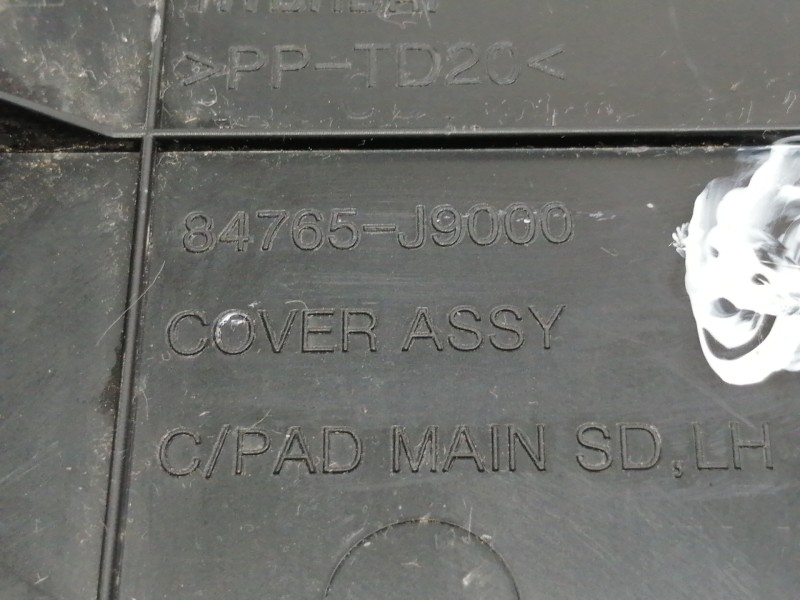 >PP-TD20<
84765-J9000
COVER ASSY
C/PAD MAIN SD,LH